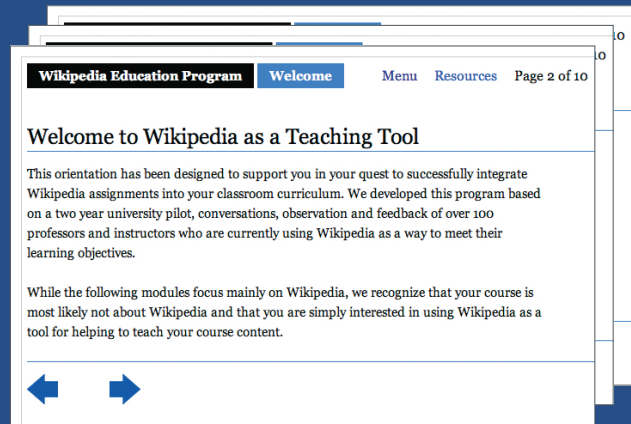 10
10
Wikipedia Education Program Welcome Menu Resources Page 2 of 10
Welcome to Wikipedia as a Teaching Tool
This orientation has been designed to support you in your quest to successfully integrate
Wikipedia assignments into your classroom curriculum. We developed this program based
on a two year university pilot, conversations, observation and feedback of over 100
professors and instructors who are currently using Wikipedia as a way to meet their
learning objectives.
While the following modules focus mainly on Wikipedia, we recognize that your course is
most likely not about Wikipedia and that you are simply interested in using Wikipedia as a
tool for helping to teach your course content.